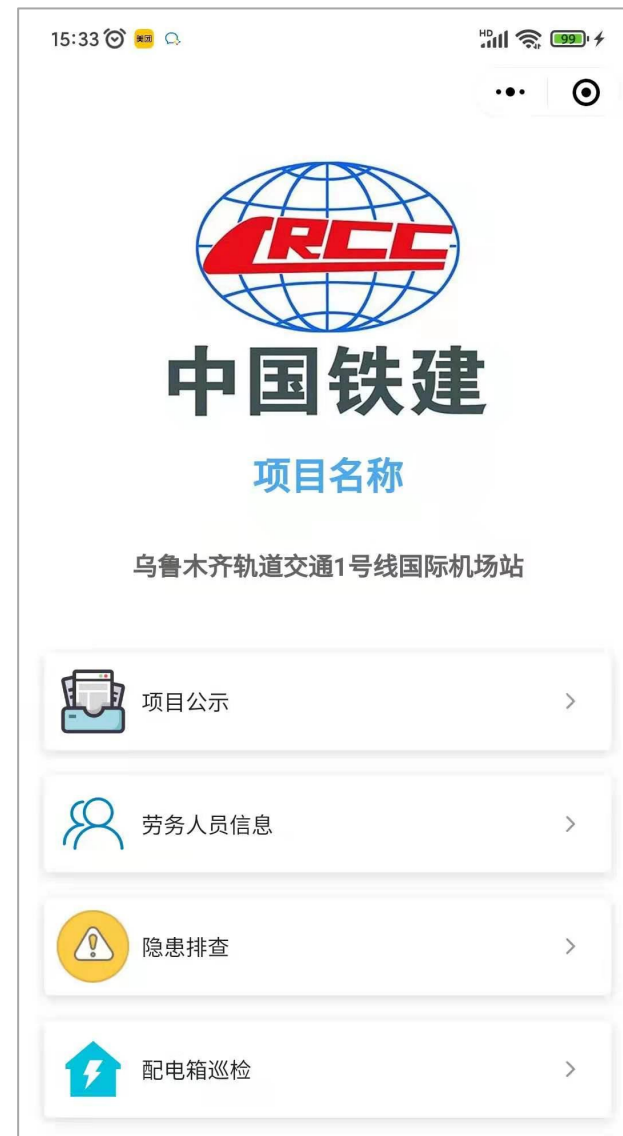 15:33
美团
HD
99
CRCC
中国铁建
项目名称
乌鲁木齐轨道交通1号线国际机场站
项目公示
劳务人员信息
隐患排查
配电箱巡检